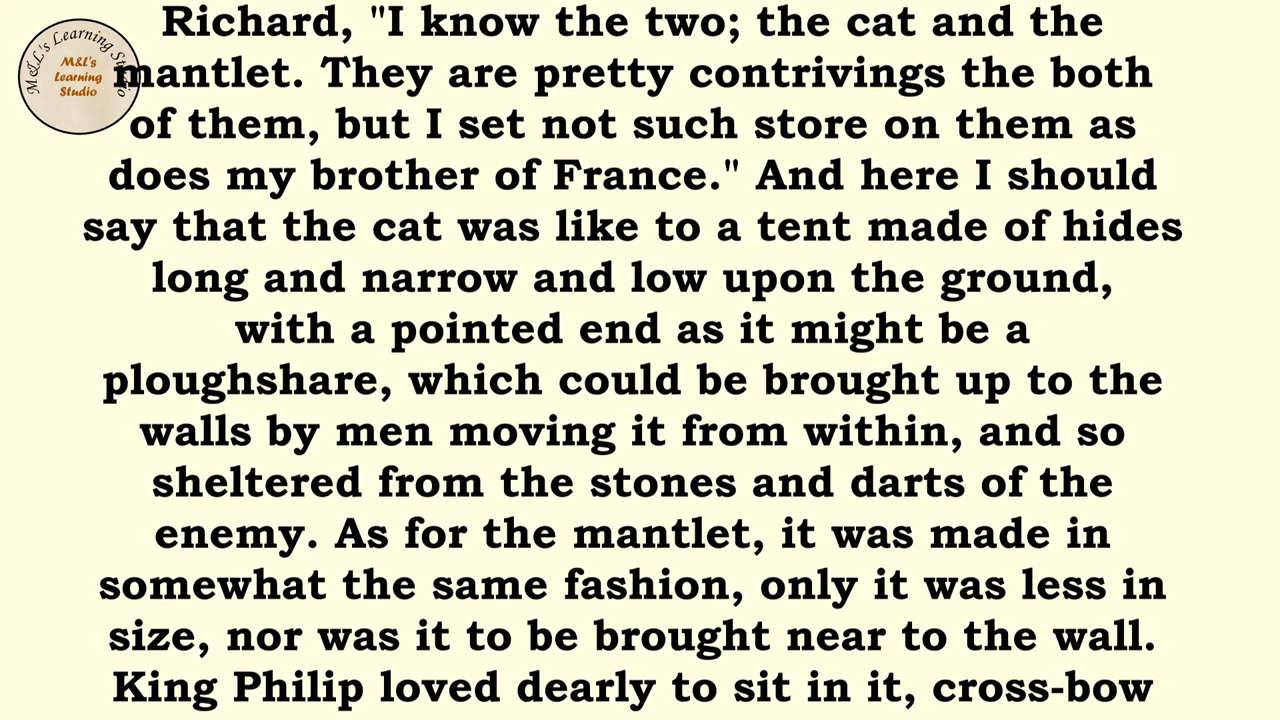 Richard, "I know the two; the cat and the
mantlet. They are pretty contrivings the both
of them, but I set not such store on them as
does my brother of France." And here I should
say that the cat was like to a tent made of hides
long and narrow and low upon the ground,
with a pointed end as it might be a
ploughshare, which could be brought up to the
walls by men moving it from within, and so
sheltered from the stones and darts of the
enemy. As for the mantlet, it was made in
somewhat the same fashion, only it was less in
size, nor was it to be brought near to the wall.
King Philip loved dearly to sit in it, cross-bow
M&L's Learning Studio
M&L's
Learning
Studio